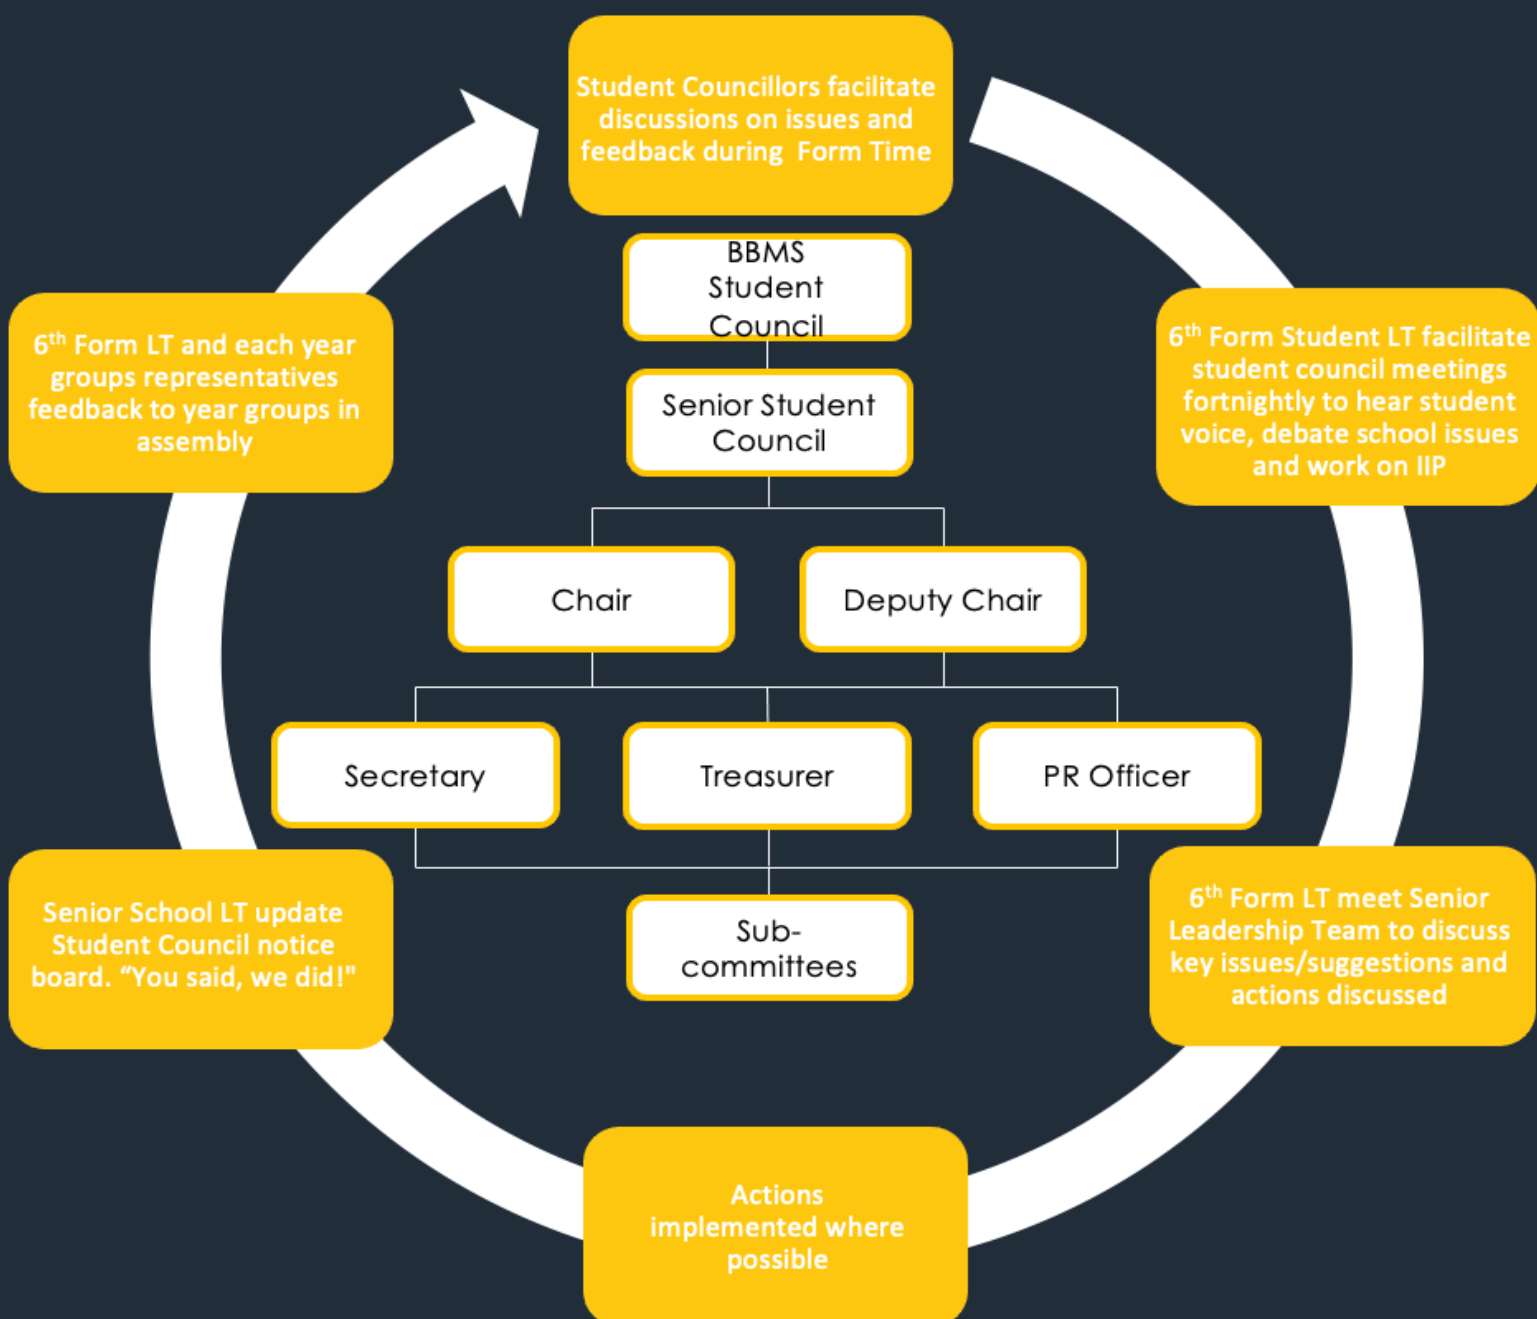 Student Councillors facilitate
discussions on issues and
feedback during  Form Time
BBMS
Student
Council
6th Form LT and each year
groups representatives
feedback to year groups in
assembly
6th Form Student LT facilitate
student council meetings
fortnightly to hear student
voice, debate school issues
and work on IIP
Senior Student
Council
Chair
Deputy Chair
Secretary
Treasurer
PR Officer
Senior School LT update
Student Council notice
board. “You said, we did!"
Sub-
committees
6th Form LT meet Senior
Leadership Team to discuss
key issues/suggestions and
actions discussed
Actions
implemented where
possible